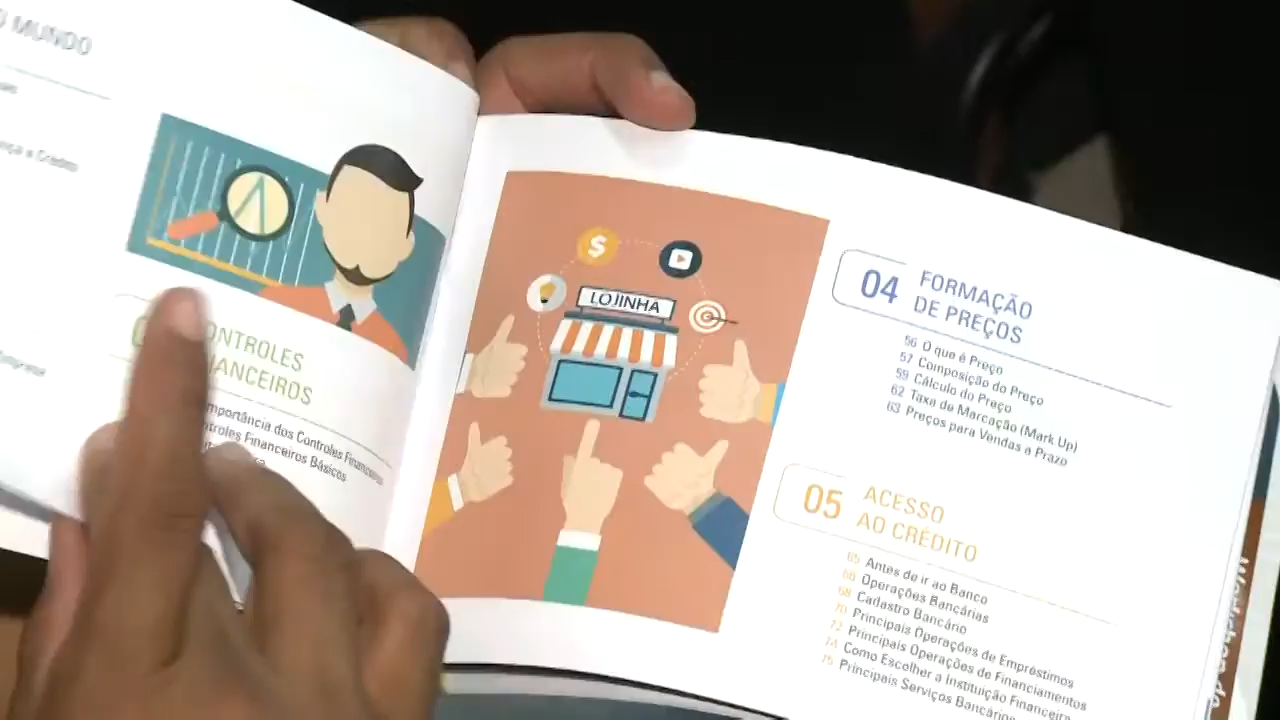 O MUNDO
nça e Crédito
Empresa
ONTROLES
NANCEIROS
mportância dos Controles Financeiros
ntroles Financeiros Básicos
$
LOJINHA
04 FORMAÇÃO
DE PREÇOS
56 O que é Preço
57 Composição do Preço
59 Cálculo do Preço
62 Taxa de Marcação (Mark Up)
63 Preços para Vendas a Prazo
05 ACESSO
AO CRÉDITO
65 Antes de ir ao Banco
66 Operações Bancárias
68 Cadastro Bancário
70 Principais Operações de Empréstimos
72 Principais Operações de Financiamentos
74 Como Escolher a Instituição Financeira
75 Principais Serviços Bancários